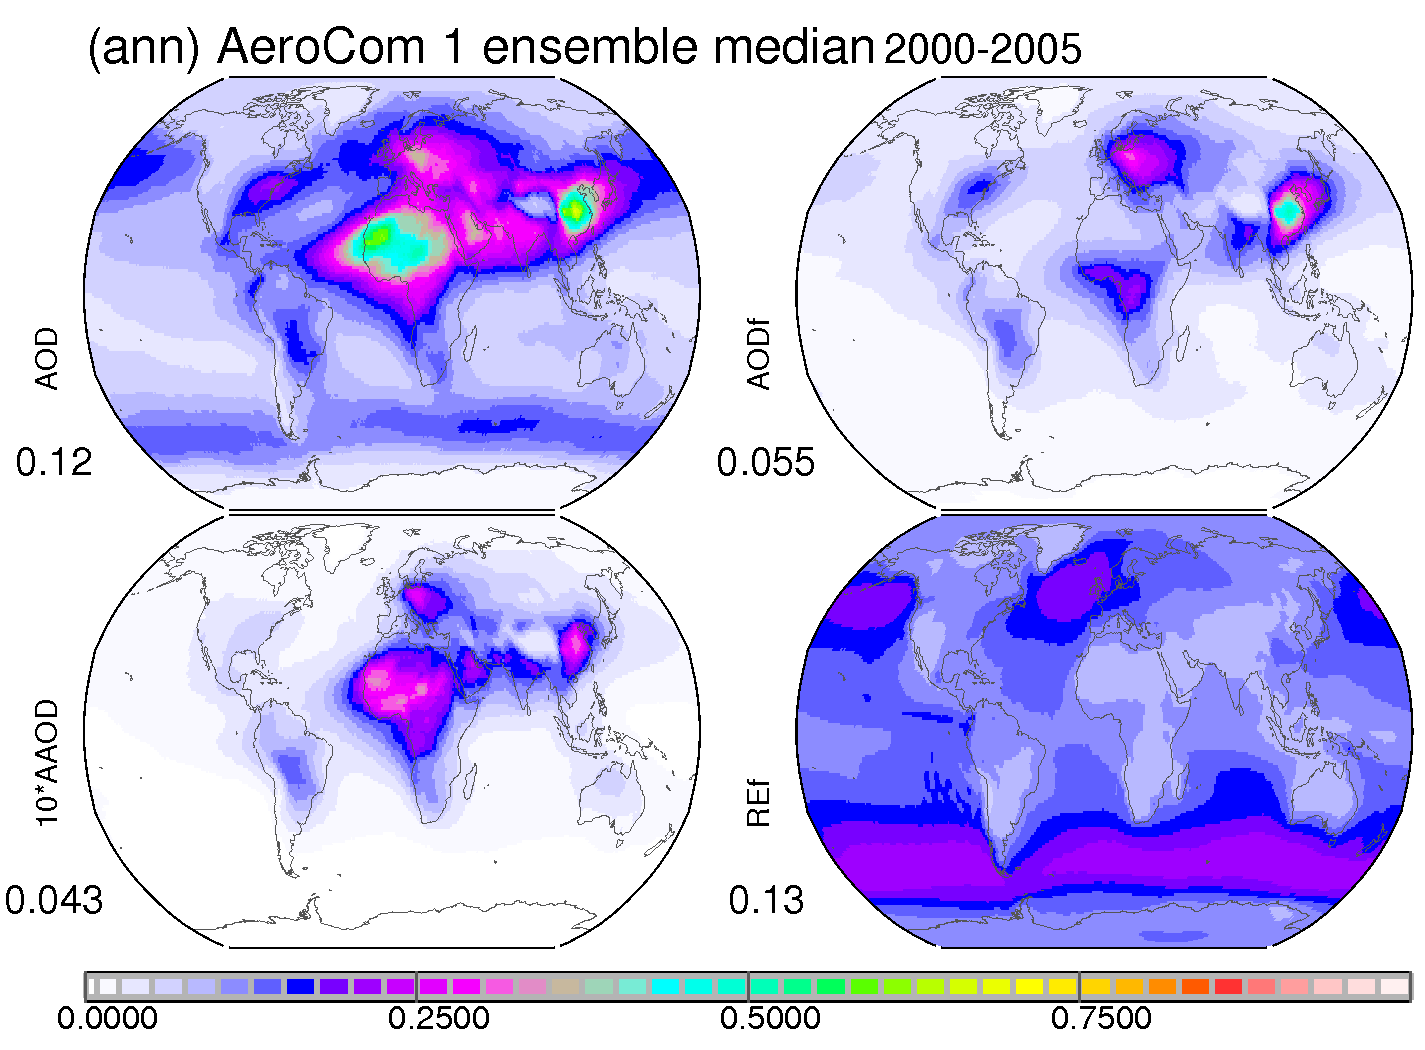 (ann) AeroCom 1 ensemble median 2000-2005
AOD
0.12
AODf
0.055
10*AAOD
0.043
REf
0.13
0.0000 0.2500 0.5000 0.7500